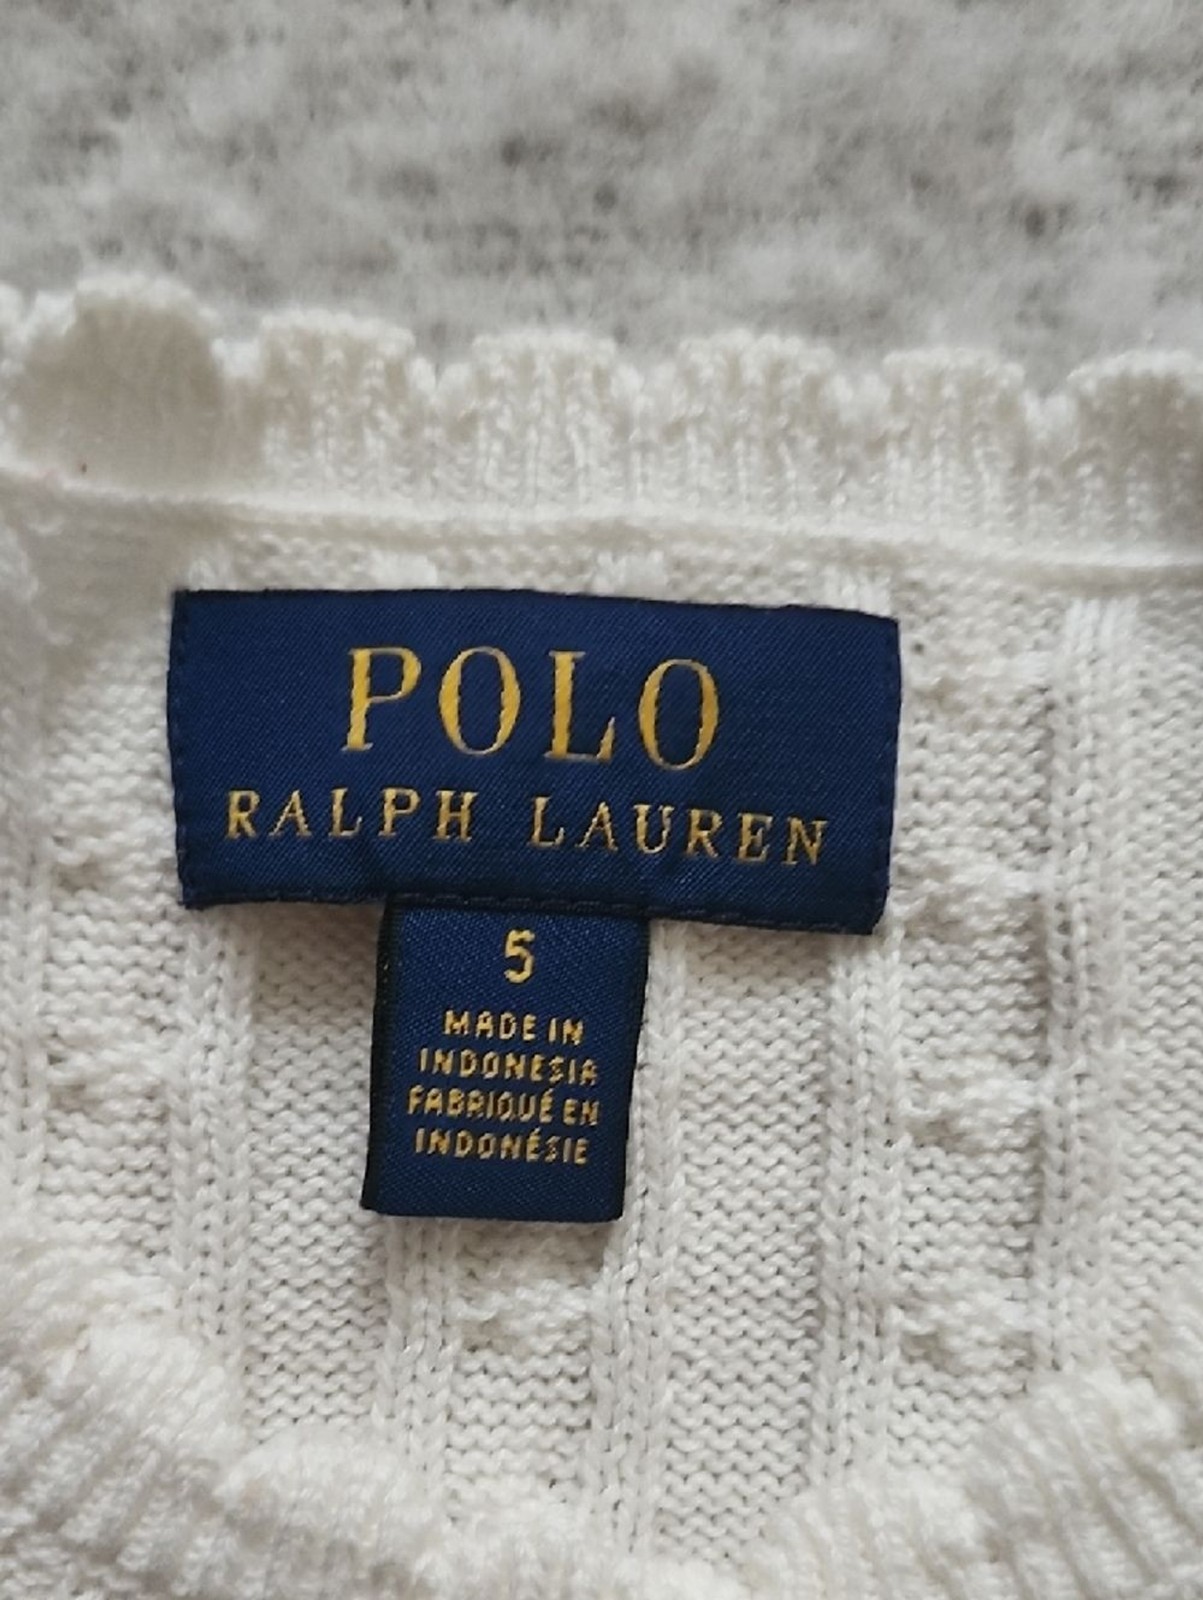 POLO
RALPH LAUREN
5
MADE IN
INDONESIA
FABRIQUÉ EN
INDONÉSIE